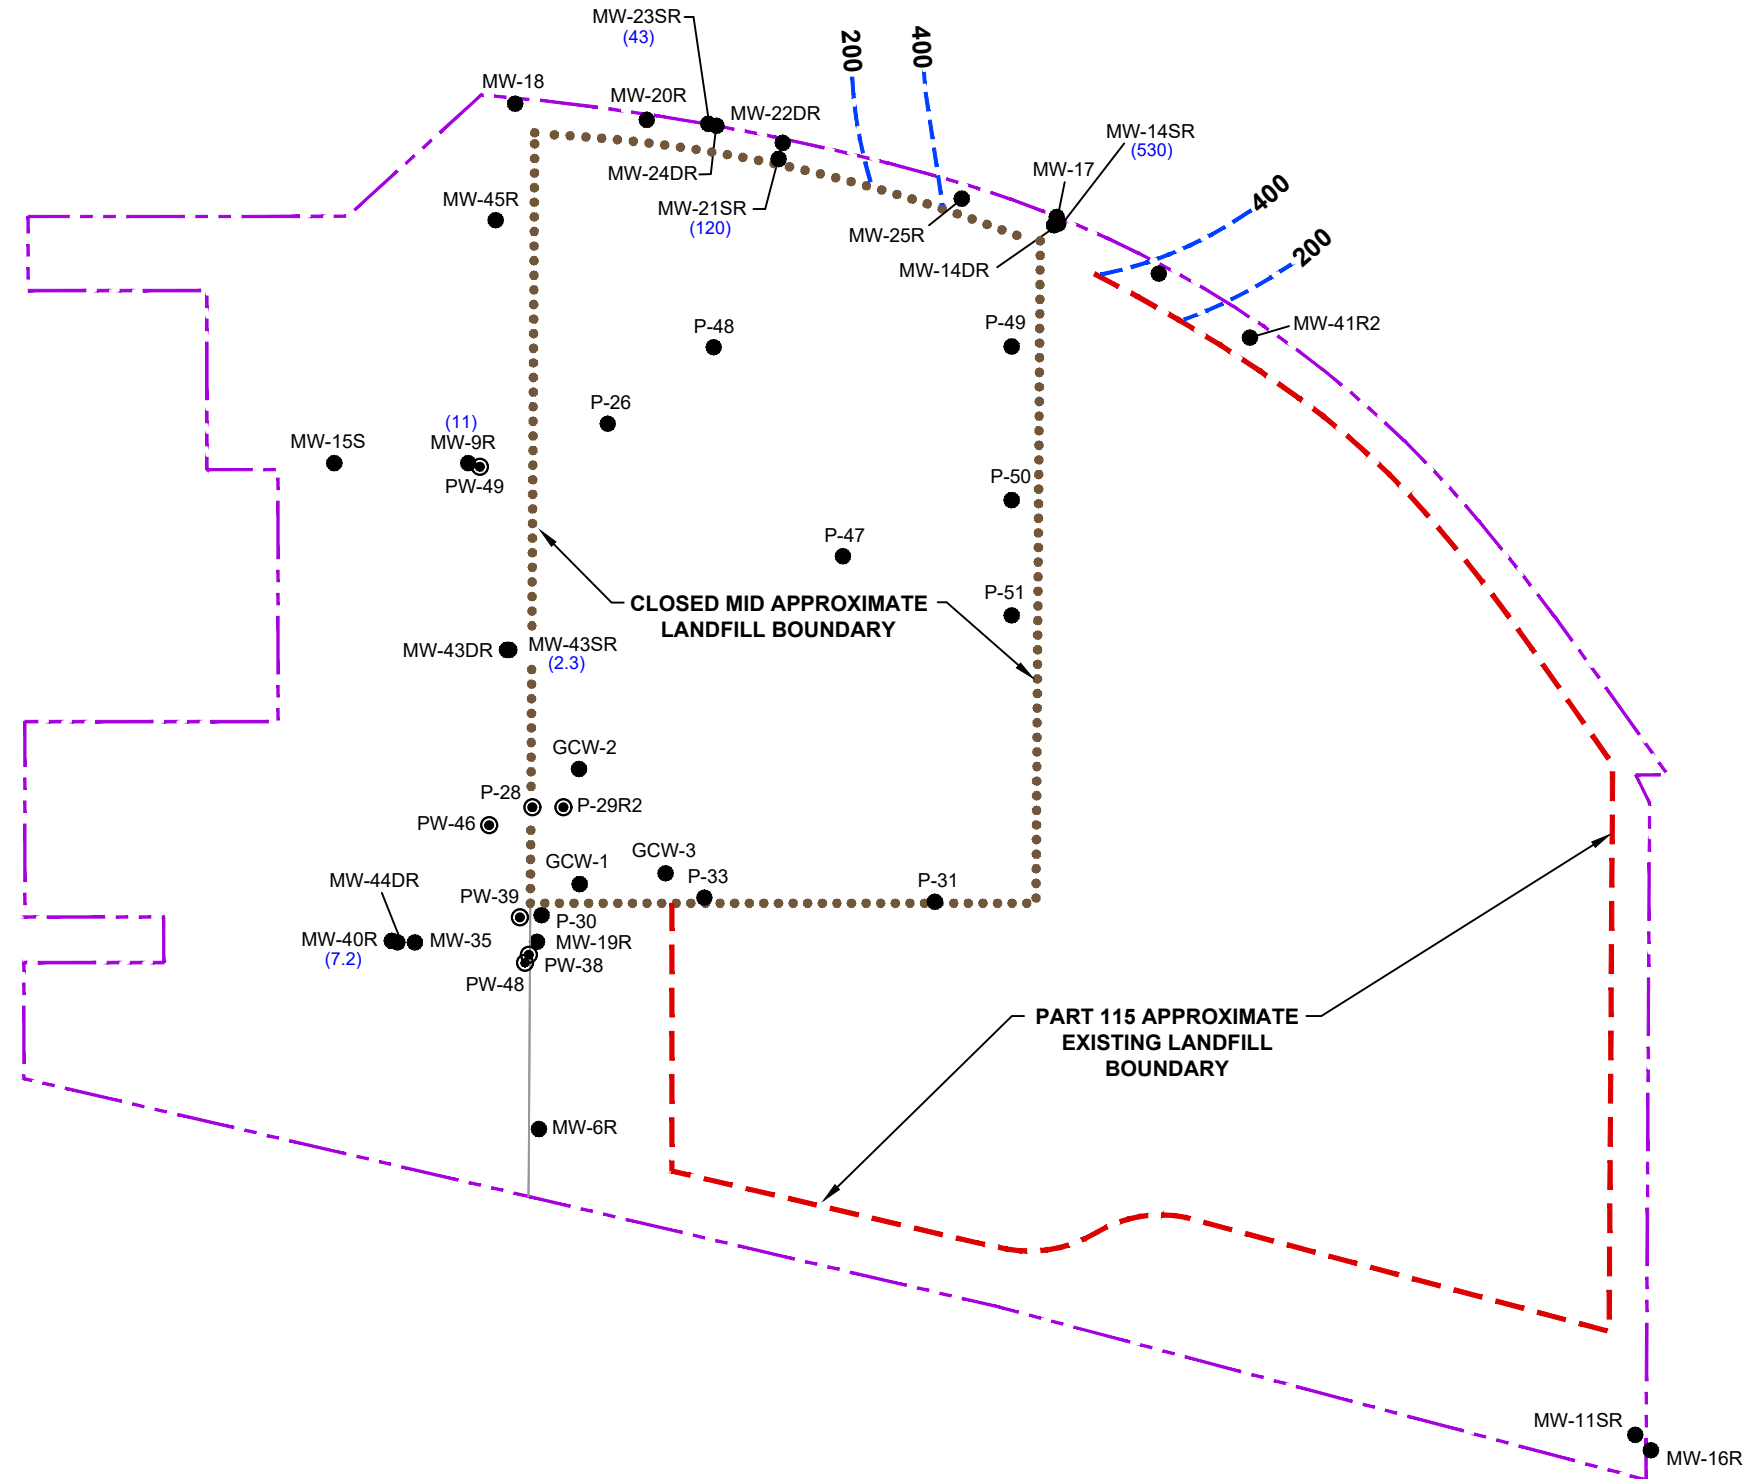 MW-23SR
(43)
200
400
MW-18
MW-20R
MW-22DR
MW-14SR
(530)
MW-24DR
MW-17
400
MW-45R
MW-21SR
(120)
MW-25R
200
MW-14DR
P-48
P-49
MW-41R2
P-26
(11)
MW-15S
MW-9R
PW-49
P-50
P-47
P-51
CLOSED MID APPROXIMATE
LANDFILL BOUNDARY
MW-43DR
MW-43SR
(2.3)
GCW-2
P-28
P-29R2
PW-46
GCW-1
GCW-3
MW-44DR
P-33
P-31
PW-39
P-30
MW-40R
(7.2)
MW-35
MW-19R
PW-38
PW-48
PART 115 APPROXIMATE
EXISTING LANDFILL
BOUNDARY
MW-6R
MW-11SR
MW-16R